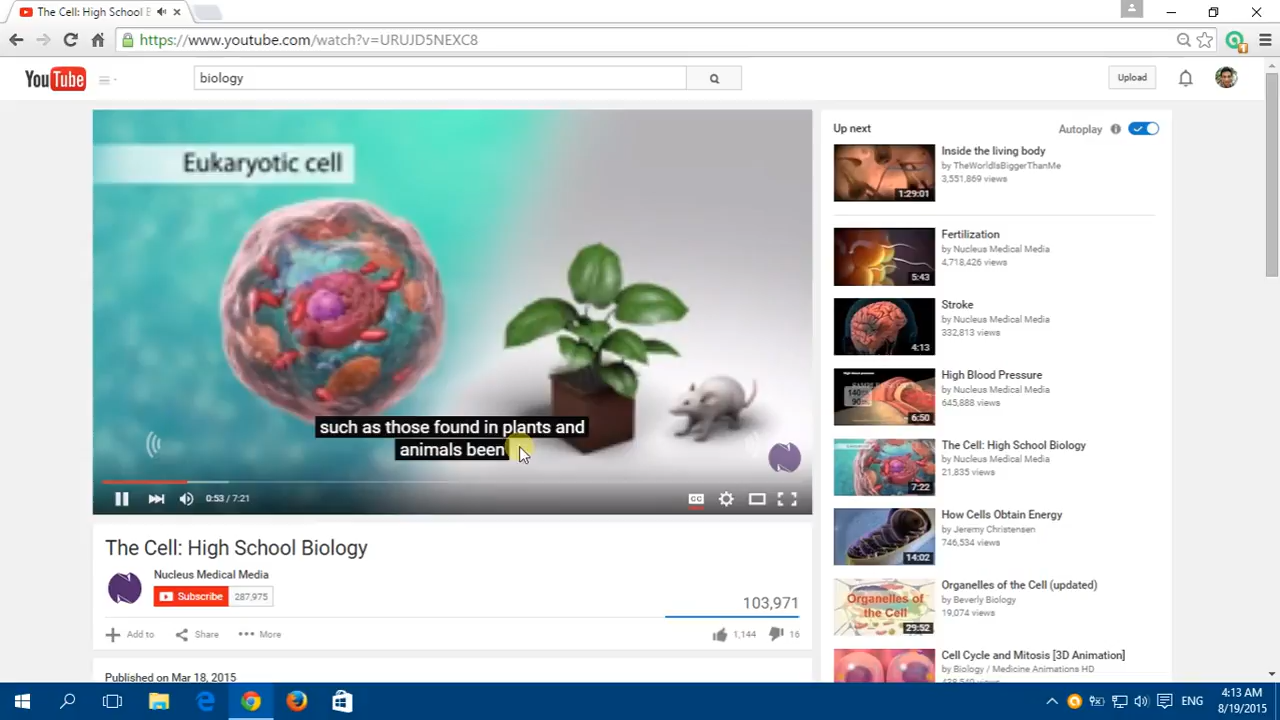 The Cell: High School B
https://www.youtube.com/watch?v=URUJD5NEXC8
YouTube
biology
Upload
Eukaryotic cell
such as those found in plants and
animals been
0:53 / 7:21
CC
The Cell: High School Biology
Nucleus Medical Media
Subscribe 287,975
103,971
Add to Share More 1,144 16
Published on Mar 18, 2015
Up next Autoplay
Inside the living body
by TheWorldIsBiggerThanMe
3,551,869 views
1:29:01
Fertilization
by Nucleus Medical Media
4,718,426 views
5:43
Stroke
by Nucleus Medical Media
332,813 views
4:13
High Blood Pressure
by Nucleus Medical Media
645,888 views
140
90
6:50
The Cell: High School Biology
by Nucleus Medical Media
21,835 views
7:22
How Cells Obtain Energy
by Jeremy Christensen
746,534 views
14:02
Organelles of the Cell (updated)
by Beverly Biology
19,074 views
Organelles of
the Cell
29:52
Cell Cycle and Mitosis [3D Animation]
by Biology / Medicine Animations HD
ENG
4:13 AM
8/19/2015